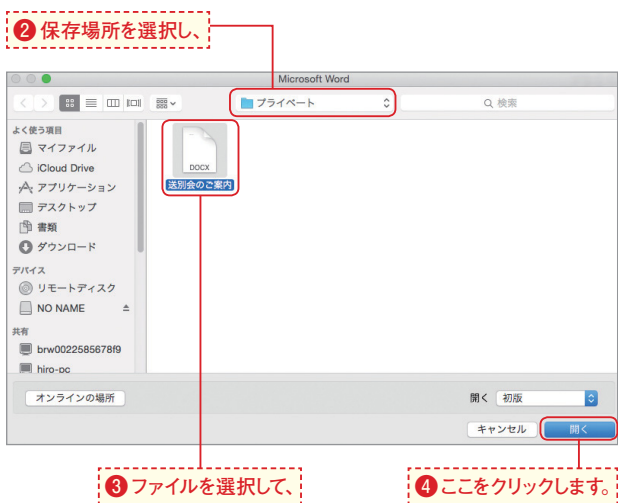 ❷ 保存場所を選択し、
Microsoft Word
プライベート
検索
よく使う項目
マイファイル
iCloud Drive
アプリケーション
デスクトップ
書類
ダウンロード
デバイス
リモートディスク
NO NAME
共有
brw0022585678f9
hiro-pc
DOCX
送別会のご案内
オンラインの場所
開く 初版
キャンセル 開く
❸ ファイルを選択して、
❹ ここをクリックします。